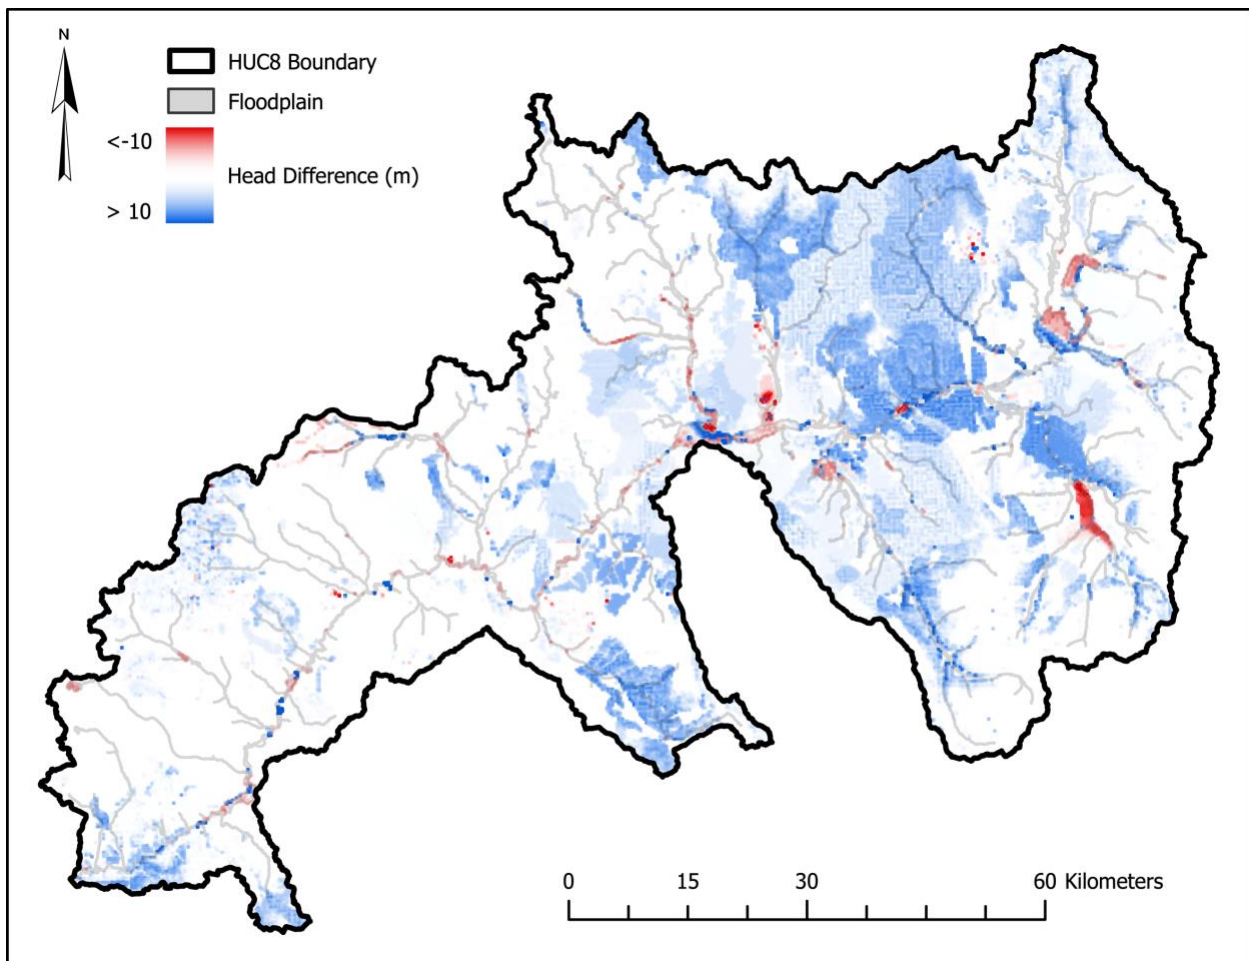 N
HUC8 Boundary
Floodplain
<-10
Head Difference (m)
> 10
0 15 30 60 Kilometers